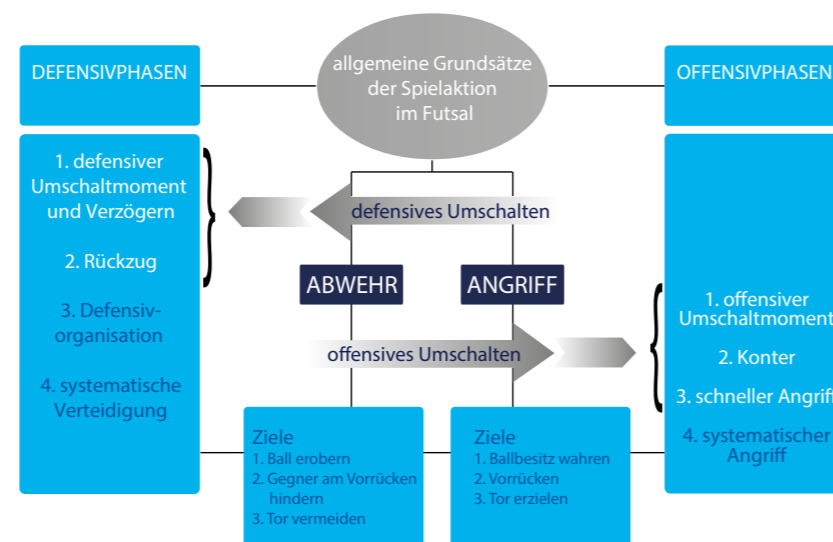 allgemeine Grundsätze
der Spielaktion
im Futsal
DEFENSIVPHASEN
1. defensiver
Umschaltmoment
und Verzögern
2. Rückzug
3. Defensiv-
organisation
4. systematische
Verteidigung
defensives Umschalten
ABWEHR
ANGRIFF
offensives Umschalten
Ziele
1. Ball erobern
2. Gegner am Vorrücken
hindern
3. Tor vermeiden
Ziele
1. Ballbesitz wahren
2. Vorrücken
3. Tor erzielen
OFFENSIVPHASEN
1. offensiver
Umschaltmoment
2. Konter
3. schneller Angriff
4. systematischer
Angriff